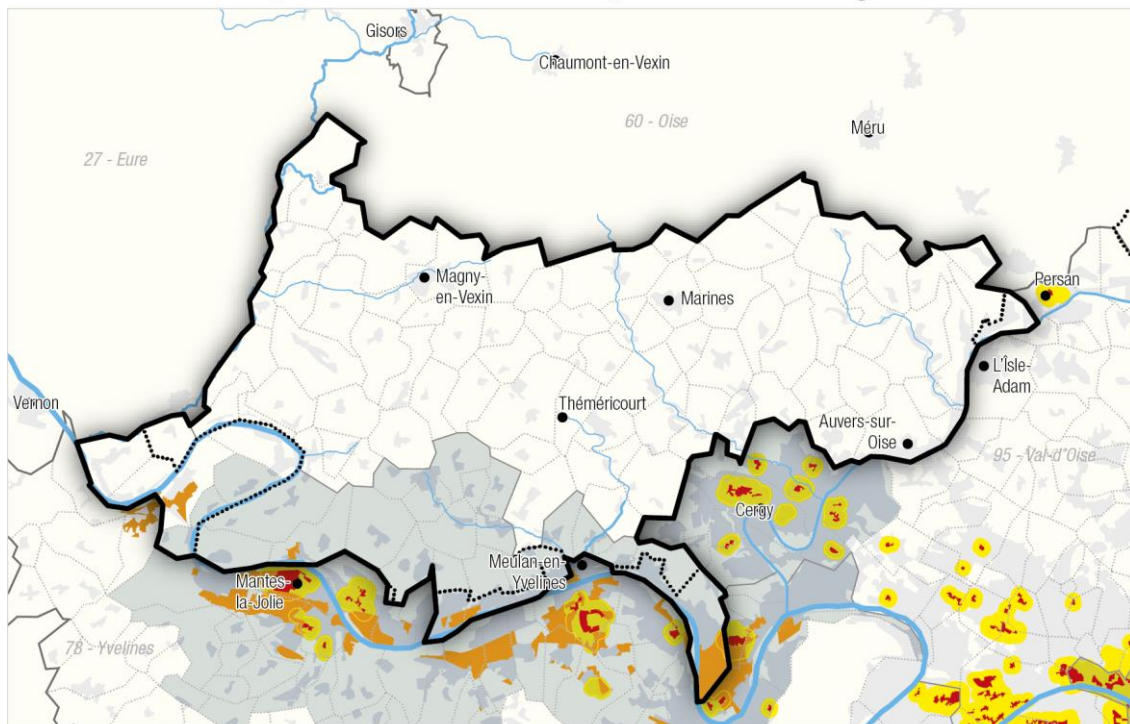 Gisors
Chaumont-en-Vexin
60 - Oise
Méru
27 - Eure
Magny-
en-Vexin
Marines
Persan
L'Îsle-
Adam
Vernon
Théméricourt
Auvers-sur-
Oise
95 - Val-d'Oise
Cergy
Meulan-en-
Yvelines
Mantes-
la-Jolie
78 - Yvelines